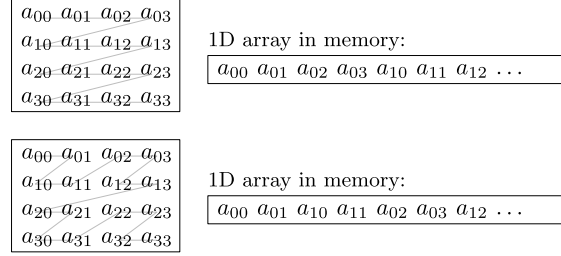 a₀₀ a₀₁ a₀₂ a₀₃
a₁₀ a₁₁ a₁₂ a₁₃
a₂₀ a₂₁ a₂₂ a₂₃
a₃₀ a₃₁ a₃₂ a₃₃
1D array in memory:
a₀₀ a₀₁ a₀₂ a₀₃ a₁₀ a₁₁ a₁₂ ...
a₀₀ a₀₁ a₀₂ a₀₃
a₁₀ a₁₁ a₁₂ a₁₃
a₂₀ a₂₁ a₂₂ a₂₃
a₃₀ a₃₁ a₃₂ a₃₃
1D array in memory:
a₀₀ a₀₁ a₁₀ a₁₁ a₀₂ a₀₃ a₁₂ ...